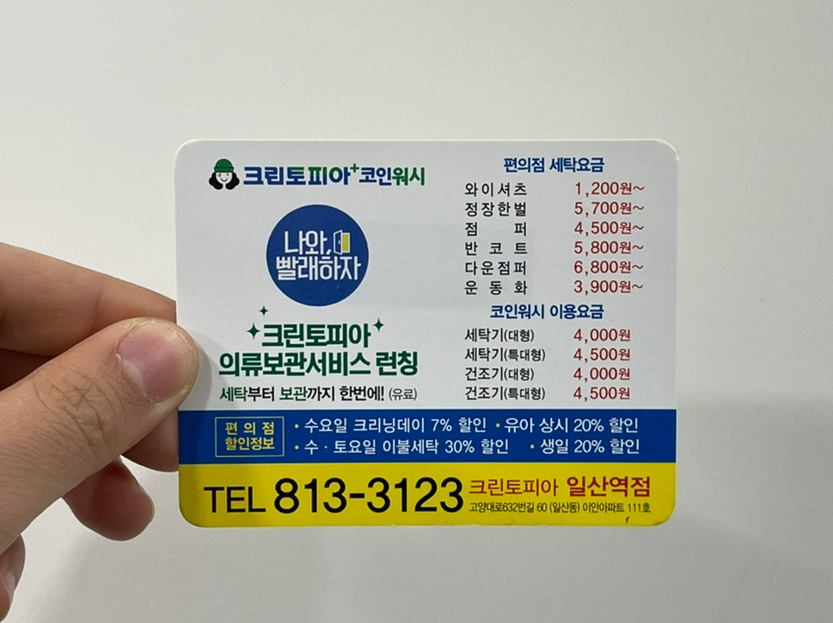 크린토피아+코인워시
나와,
빨래하자
크린토피아
의류보관서비스 런칭
세탁부터 보관까지 한번에! (유료)
편의점 세탁요금
와이셔츠 1,200원~
정장한벌 5,700원~
점 퍼 4,500원~
반 코 트 5,800원~
다운점퍼 6,800원~
운 동 화 3,900원~
코인워시 이용요금
세탁기(대형) 4,000원
세탁기(특대형) 4,500원
건조기(대형) 4,000원
건조기(특대형) 4,500원
편 의 점
할인정보
• 수요일 크리닝데이 7% 할인 • 유아 상시 20% 할인
• 수 · 토요일 이불세탁 30% 할인 • 생일 20% 할인
TEL 813-3123
크린토피아 일산역점
고양대로632번길 60 (일산동) 이안아파트 111호